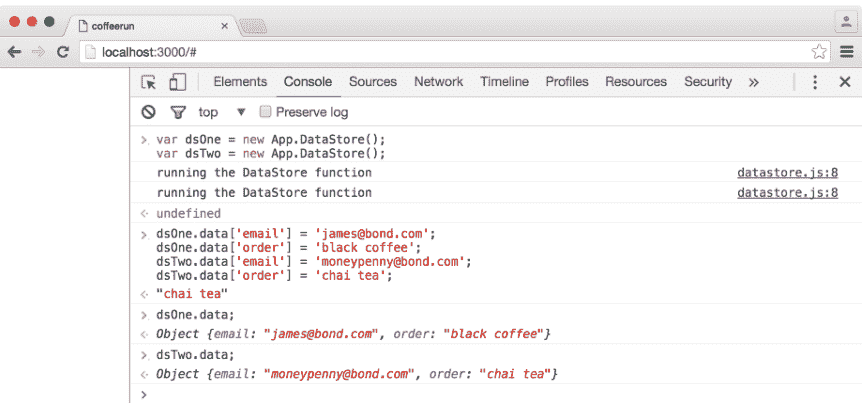 coffeerun
localhost:3000/#
Elements Console Sources Network Timeline Profiles Resources Security »
top ▼ Preserve log
> var dsOne = new App.DataStore();
var dsTwo = new App.DataStore();
running the DataStore function datastore.js:8
running the DataStore function datastore.js:8
undefined
> dsOne.data['email'] = 'james@bond.com';
dsOne.data['order'] = 'black coffee';
dsTwo.data['email'] = 'moneypenny@bond.com';
dsTwo.data['order'] = 'chai tea';
"chai tea"
> dsOne.data;
Object {email: "james@bond.com", order: "black coffee"}
> dsTwo.data;
Object {email: "moneypenny@bond.com", order: "chai tea"}
>